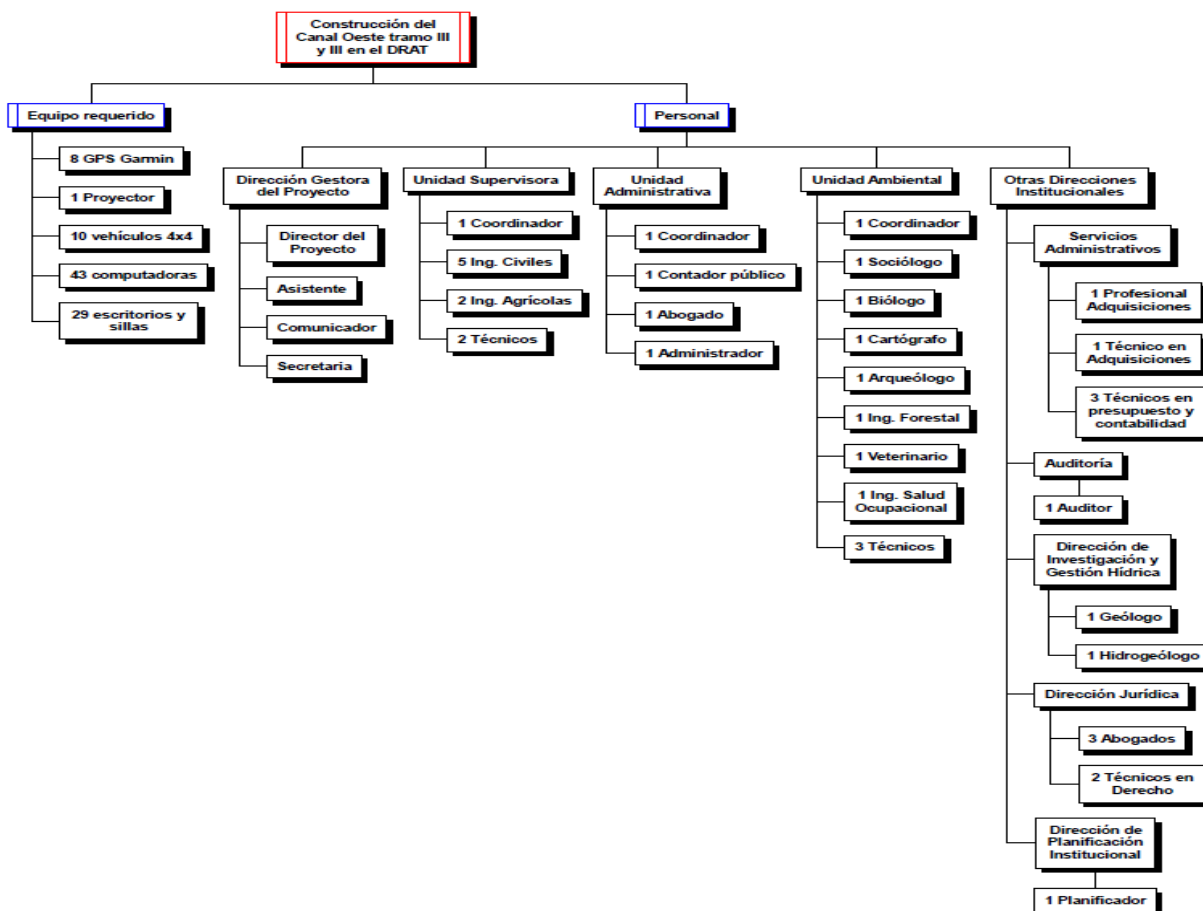 Construcción del
Canal Oeste tramo III
y III en el DRAT
Equipo requerido
8 GPS Garmin
1 Proyector
10 vehículos 4x4
43 computadoras
29 escritorios y
sillas
Personal
Dirección Gestora
del Proyecto
Director del
Proyecto
Asistente
Comunicador
Secretaria
Unidad Supervisora
1 Coordinador
5 Ing. Civiles
2 Ing. Agrícolas
2 Técnicos
Unidad
Administrativa
1 Coordinador
1 Contador público
1 Abogado
1 Administrador
Unidad Ambiental
1 Coordinador
1 Sociólogo
1 Biólogo
1 Cartógrafo
1 Arqueólogo
1 Ing. Forestal
1 Veterinario
1 Ing. Salud
Ocupacional
3 Técnicos
Otras Direcciones
Institucionales
Servicios
Administrativos
1 Profesional
Adquisiciones
1 Técnico en
Adquisiciones
3 Técnicos en
presupuesto y
contabilidad
Auditoría
1 Auditor
Dirección de
Investigación y
Gestión Hídrica
1 Geólogo
1 Hidrogeólogo
Dirección Jurídica
3 Abogados
2 Técnicos en
Derecho
Dirección de
Planificación
Institucional
1 Planificador